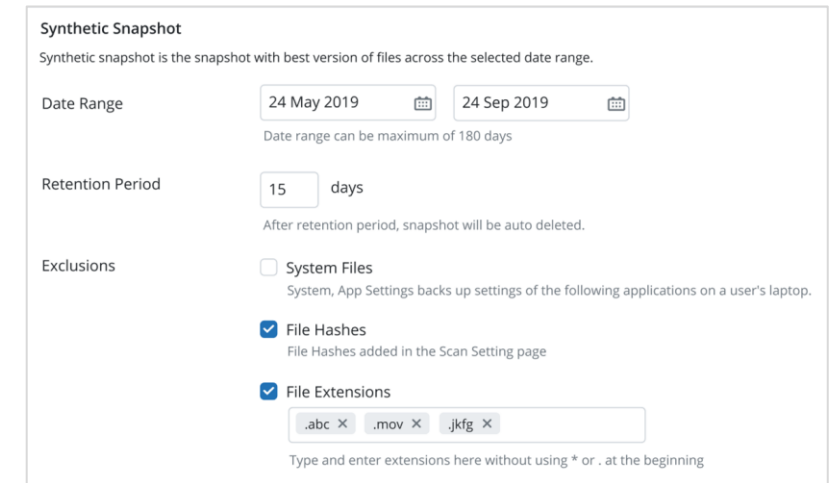 Synthetic Snapshot
Synthetic snapshot is the snapshot with best version of files across the selected date range.
Date Range 24 May 2019 24 Sep 2019
Date range can be maximum of 180 days
Retention Period 15 days
After retention period, snapshot will be auto deleted.
Exclusions System Files
System, App Settings backs up settings of the following applications on a user's laptop.
File Hashes
File Hashes added in the Scan Setting page
File Extensions
.abc × .mov × .jkfg ×
Type and enter extensions here without using * or . at the beginning